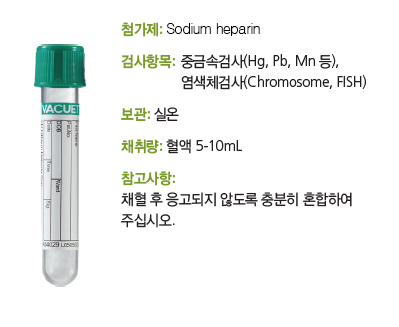 첨가제: Sodium heparin
검사항목: 중금속검사(Hg, Pb, Mn 등),
염색체검사(Chromosome, FISH)
보관: 실온
채취량: 혈액 5-10mL
참고사항:
채혈 후 응고되지 않도록 충분히 혼합하여
주십시오.
VACUET